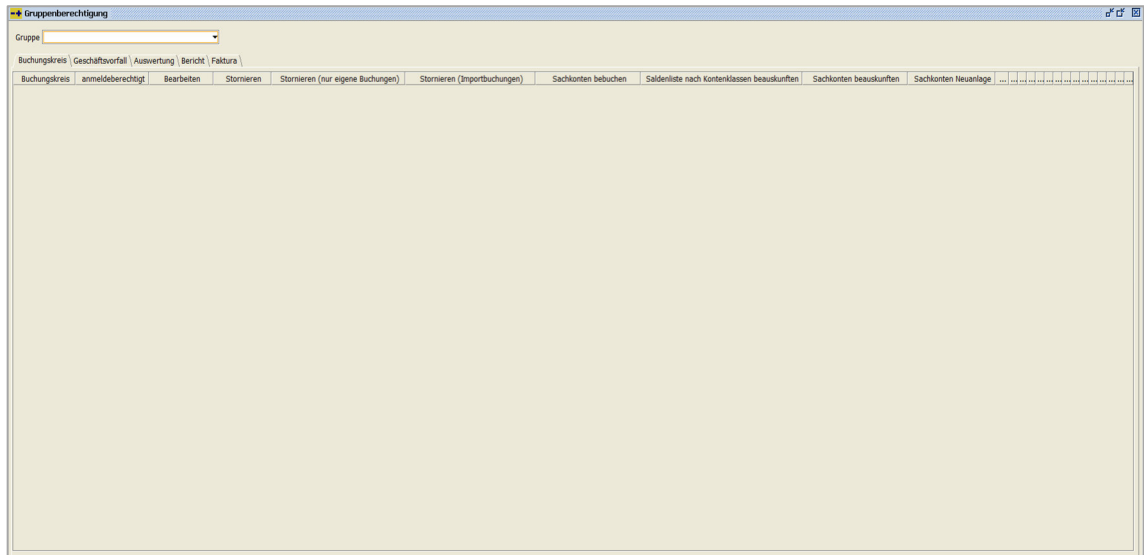 Gruppenberechtigung
Gruppe
Buchungskreis Geschäftsvorfall Auswertung Bericht Faktura
Buchungskreis anmeldeberechtigt Bearbeiten Stornieren Stornieren (nur eigene Buchungen) Stornieren (Importbuchungen) Sachkonten bebuchen Saldenliste nach Kontenklassen beauskunften Sachkonten beauskunften Sachkonten Neuanlage ... ... ... ... ... ... ... ... ... ... ... ... ... ... ...